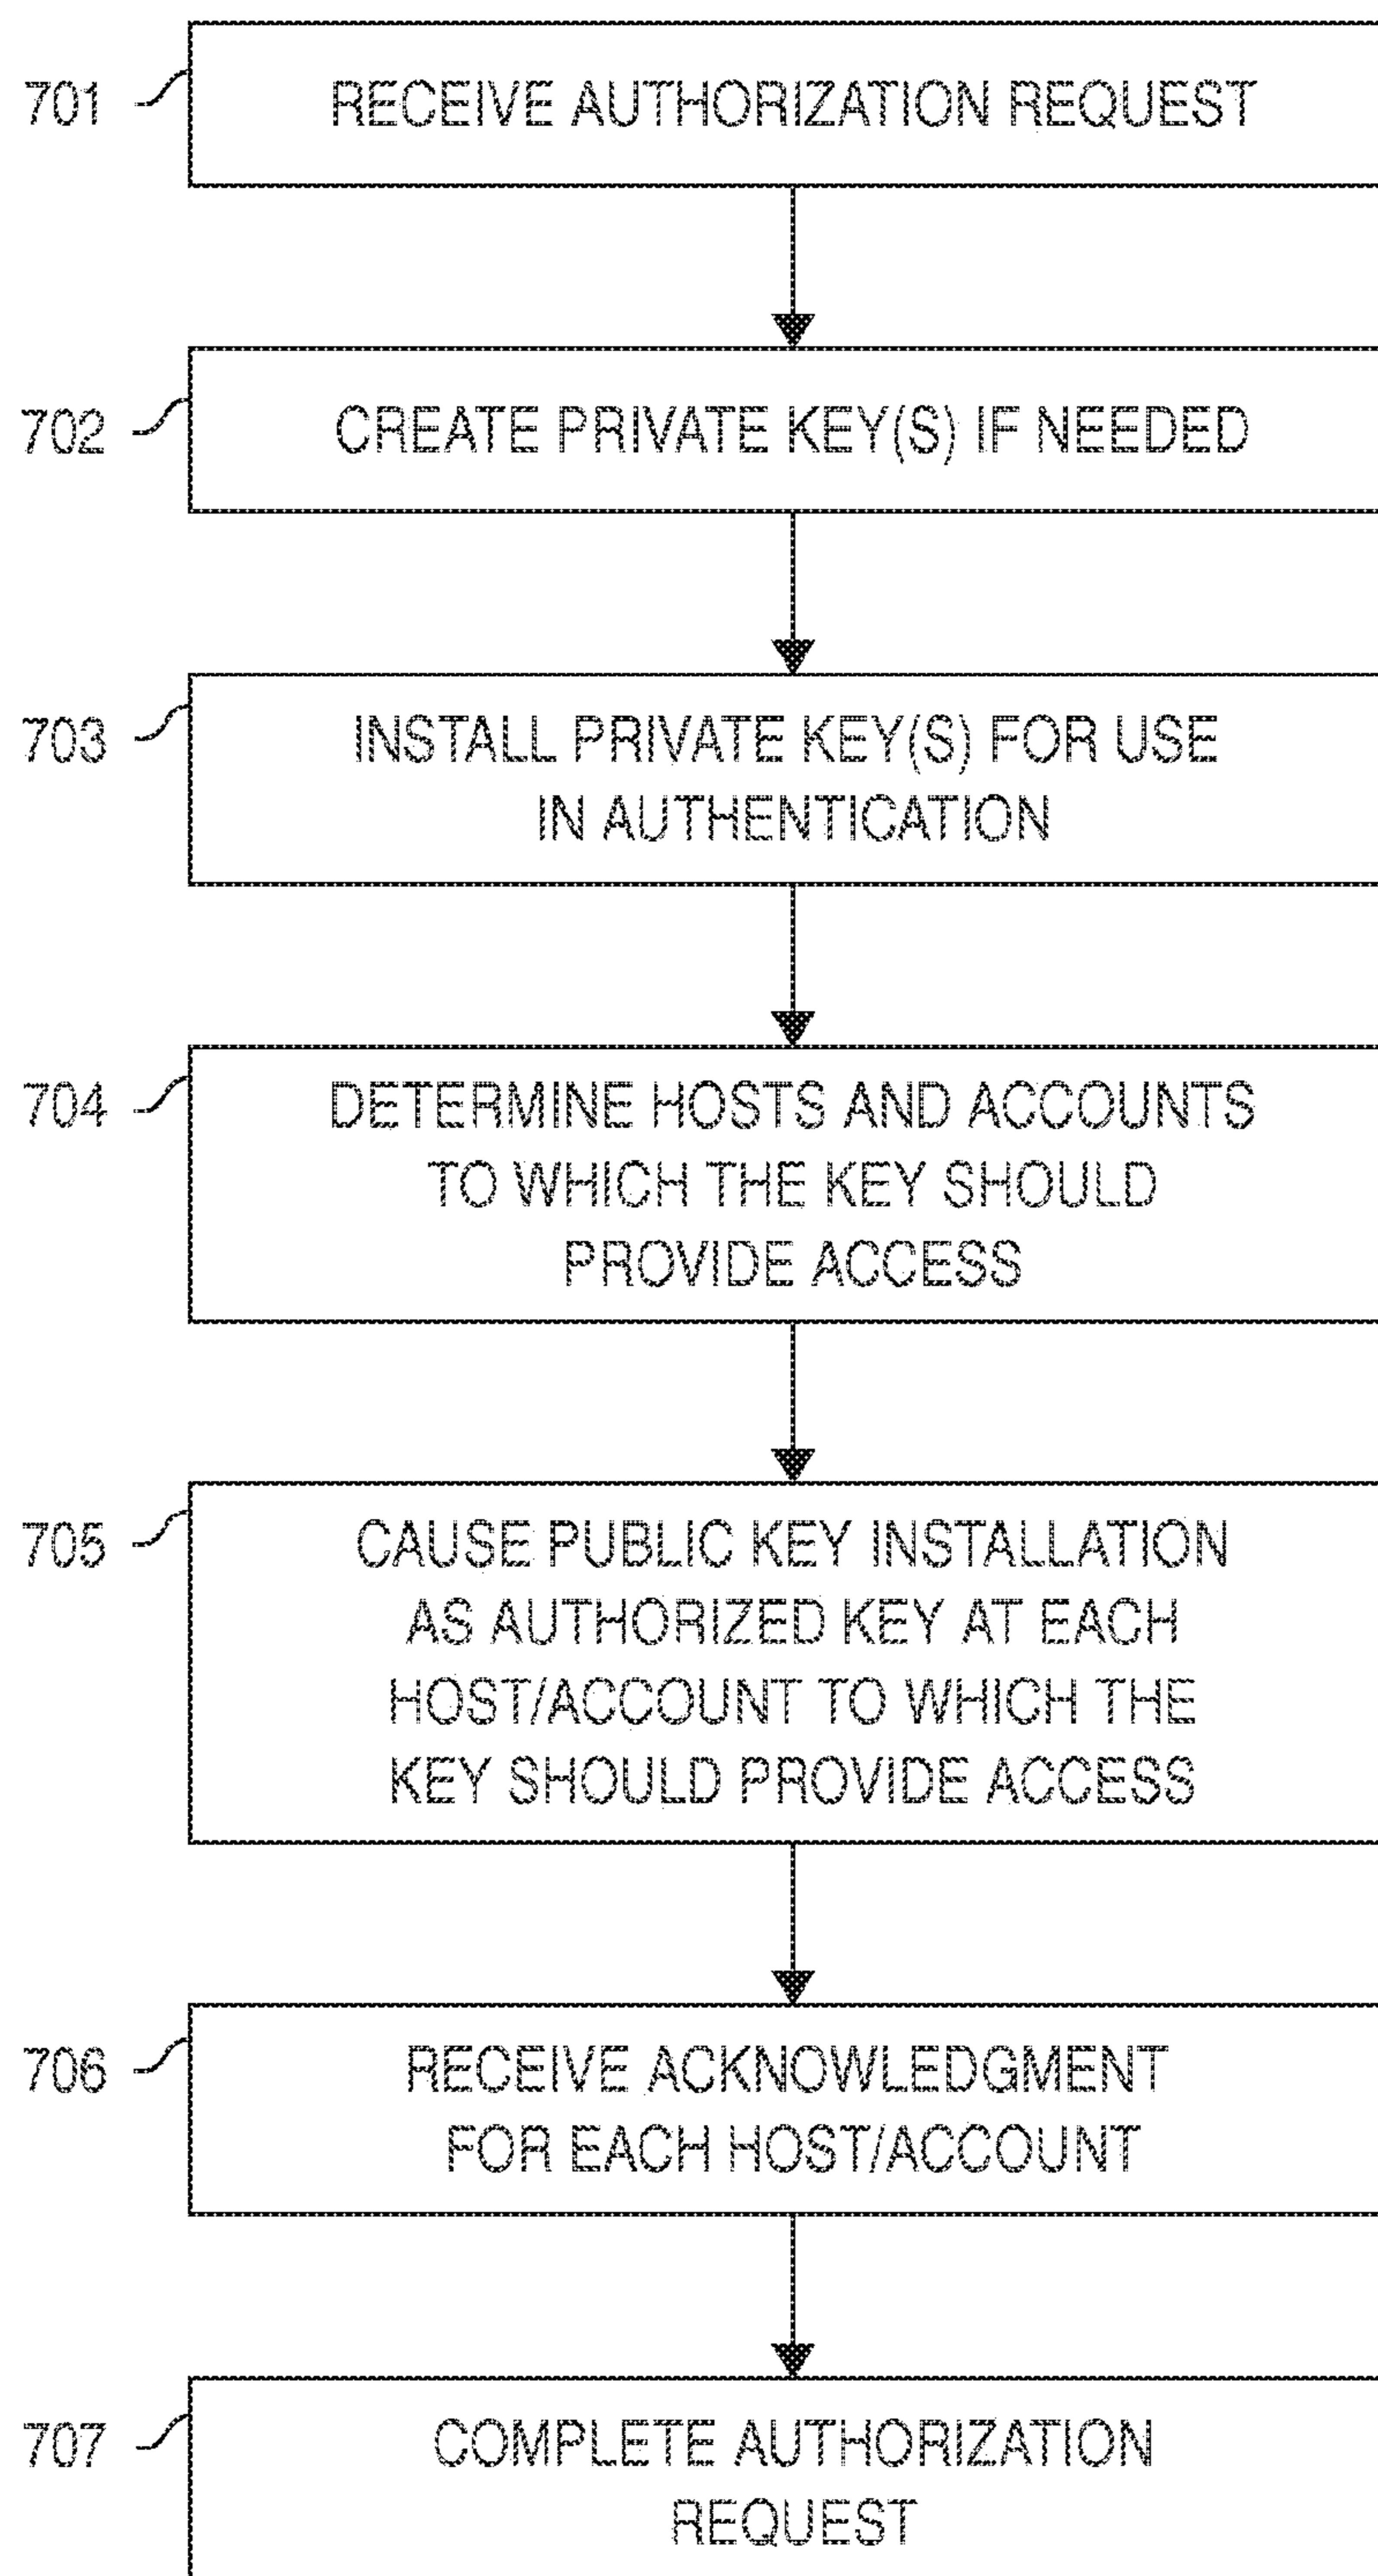 701 RECEIVE AUTHORIZATION REQUEST
702 CREATE PRIVATE KEY(S) IF NEEDED
703 INSTALL PRIVATE KEY(S) FOR USE
IN AUTHENTICATION
704 DETERMINE HOSTS AND ACCOUNTS
TO WHICH THE KEY SHOULD
PROVIDE ACCESS
705 CAUSE PUBLIC KEY INSTALLATION
AS AUTHORIZED KEY AT EACH
HOST/ACCOUNT TO WHICH THE
KEY SHOULD PROVIDE ACCESS
706 RECEIVE ACKNOWLEDGMENT
FOR EACH HOST/ACCOUNT
707 COMPLETE AUTHORIZATION
REQUEST